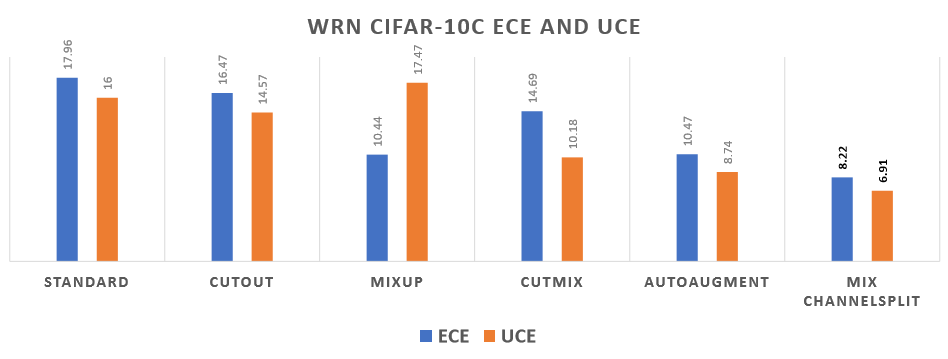 WRN CIFAR-10C ECE AND UCE
17.96
16
16.47
14.57
10.44
17.47
14.69
10.18
10.47
8.74
8.22
6.91
STANDARD
CUTOUT
MIXUP
CUTMIX
AUTOAUGMENT
MIX
CHANNELSPLIT
ECE
UCE